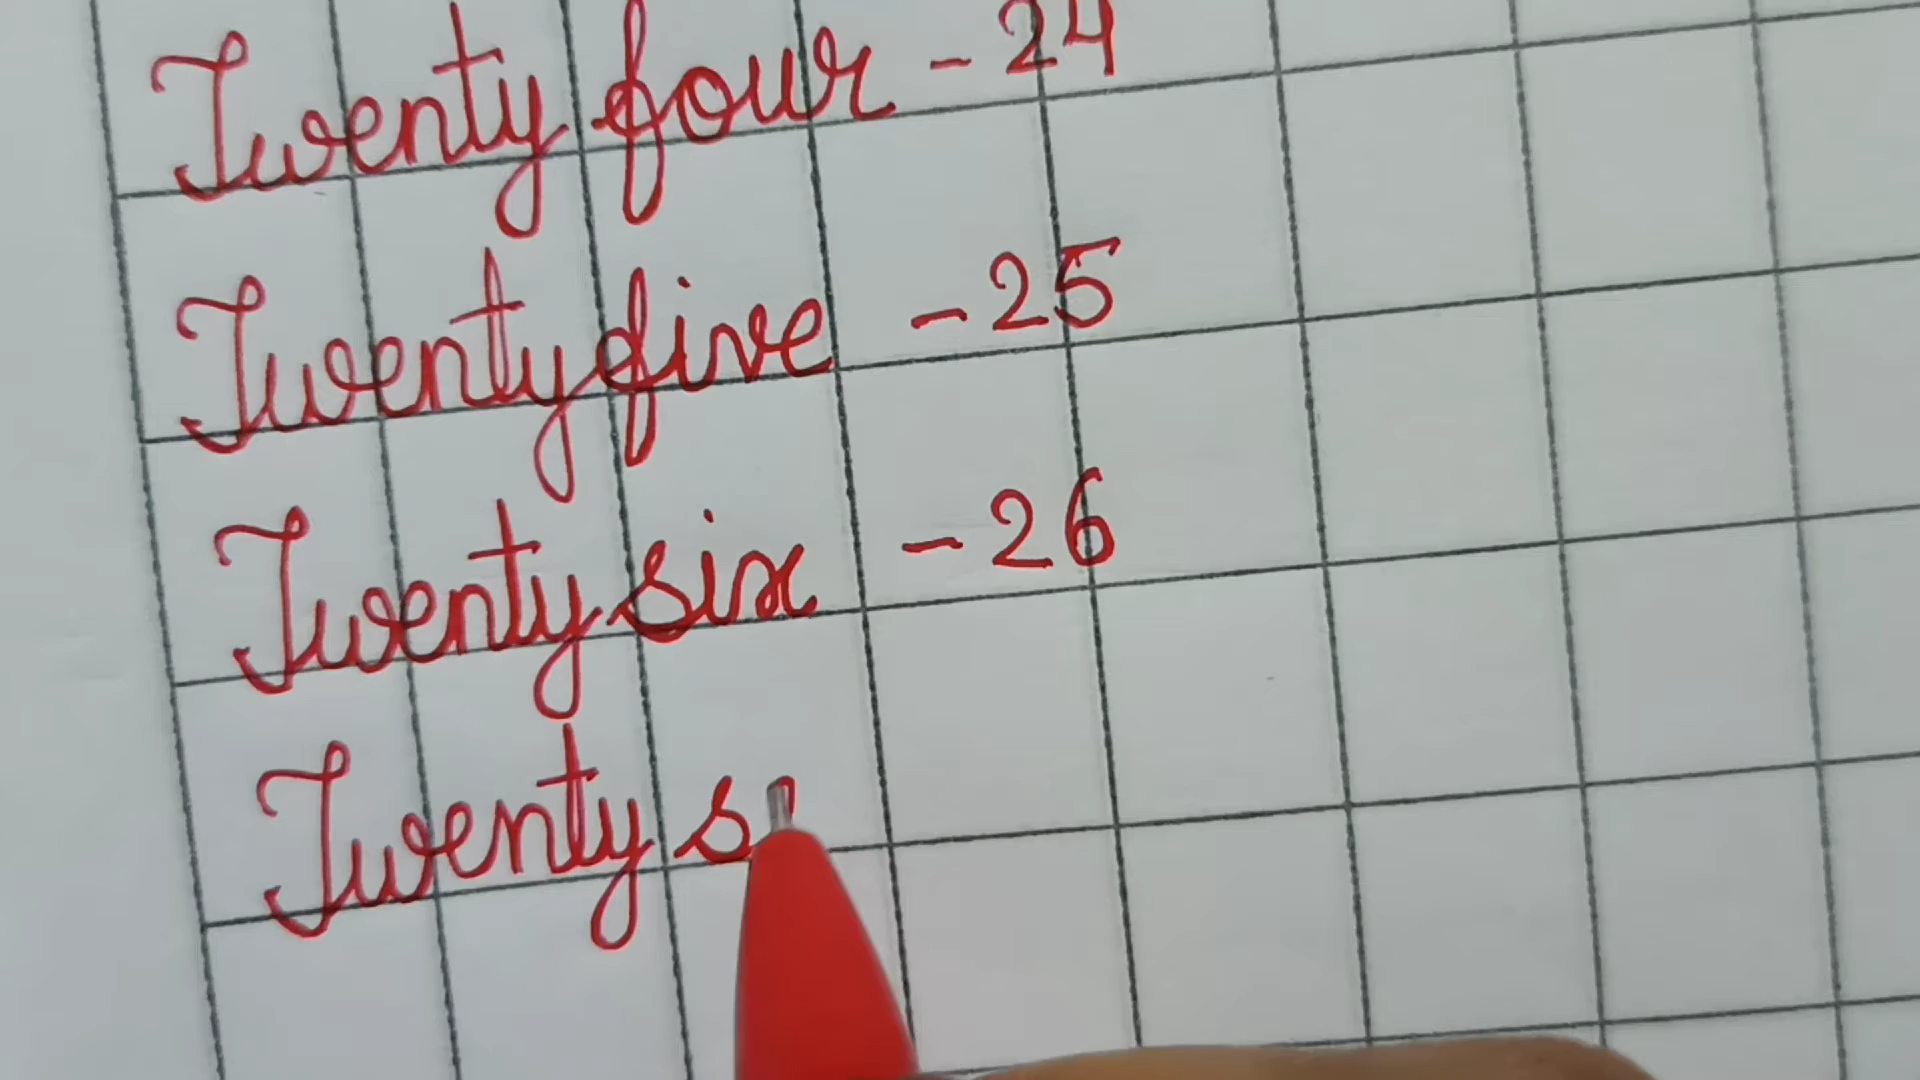 Twenty four - 24
Twenty five - 25
Twenty six - 26
Twenty s